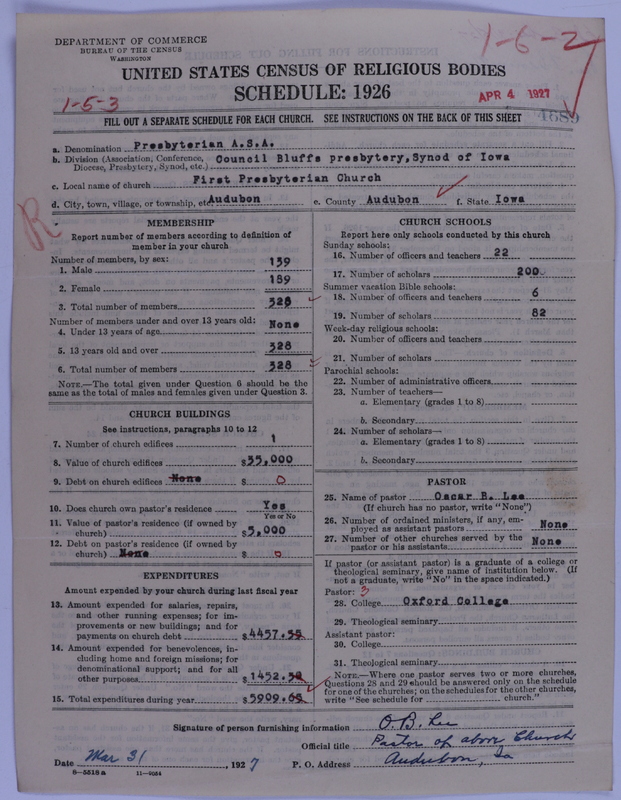 DEPARTMENT OF COMMERCE
BUREAU OF THE CENSUS
WASHINGTON
1-6-2
UNITED STATES CENSUS OF RELIGIOUS BODIES
SCHEDULE: 1926
1-5-3
APR 4 1927
FILL OUT A SEPARATE SCHEDULE FOR EACH CHURCH. SEE INSTRUCTIONS ON THE BACK OF THIS SHEET
a. Denomination Presbyterian A.S.A.
b. Division (Association, Conference, Diocese, Presbytery, Synod, etc.) Council Bluffs presbytery, Synod of Iowa
c. Local name of church First Presbyterian Church
d. City, town, village, or township, etc. Audubon e. County Audubon f. State Iowa
R
MEMBERSHIP
Report number of members according to definition of
member in your church
Number of members, by sex:
1. Male 139
2. Female 189
3. Total number of members 328
Number of members under and over 13 years old:
4. Under 13 years of age None
5. 13 years old and over 328
6. Total number of members 328
NOTE.—The total given under Question 6 should be the
same as the total of males and females given under Question 3.
CHURCH BUILDINGS
See instructions, paragraphs 10 to 12
7. Number of church edifices 1
8. Value of church edifices $35,000
9. Debt on church edifices None $ 0
10. Does church own pastor's residence Yes
Yes or No
11. Value of pastor's residence (if owned by
church) $5,000
12. Debt on pastor's residence (if owned by
church) None $ 0
EXPENDITURES
Amount expended by your church during last fiscal year
13. Amount expended for salaries, repairs,
and other running expenses; for im-
provements or new buildings; and for
payments on church debt $4457.
14. Amount expended for benevolences, in-
cluding home and foreign missions; for
denominational support; and for all
other purposes $1452.
15. Total expenditures during year $5909.
CHURCH SCHOOLS
Report here only schools conducted by this church
Sunday schools:
16. Number of officers and teachers 22
17. Number of scholars 200
Summer vacation Bible schools:
18. Number of officers and teachers 6
19. Number of scholars 82
Week-day religious schools:
20. Number of officers and teachers
21. Number of scholars
Parochial schools:
22. Number of administrative officers
23. Number of teachers—
a. Elementary (grades 1 to 8)
b. Secondary
24. Number of scholars—
a. Elementary (grades 1 to 8)
b. Secondary
PASTOR
25. Name of pastor Oscar B. Lee
(If church has no pastor, write "None")
26. Number of ordained ministers, if any, em-
ployed as assistant pastors None
27. Number of other churches served by the
pastor or his assistants None
If pastor (or assistant pastor) is a graduate of a college or
theological seminary, give name of institution below. (If
not a graduate, write "No" in the space indicated.)
Pastor: 3
28. College Oxford College
29. Theological seminary
Assistant pastor:
30. College
31. Theological seminary
NOTE.—Where one pastor serves two or more churches,
Questions 28 and 29 should be answered only on the schedule
for one of the churches; on the schedules for the other churches,
write "See schedule for church."
Signature of person furnishing information O. B. Lee
Official title Pastor of above Church
Date Mar 31, 1927 P. O. Address Audubon, Ia
8-5518 a 11-9054